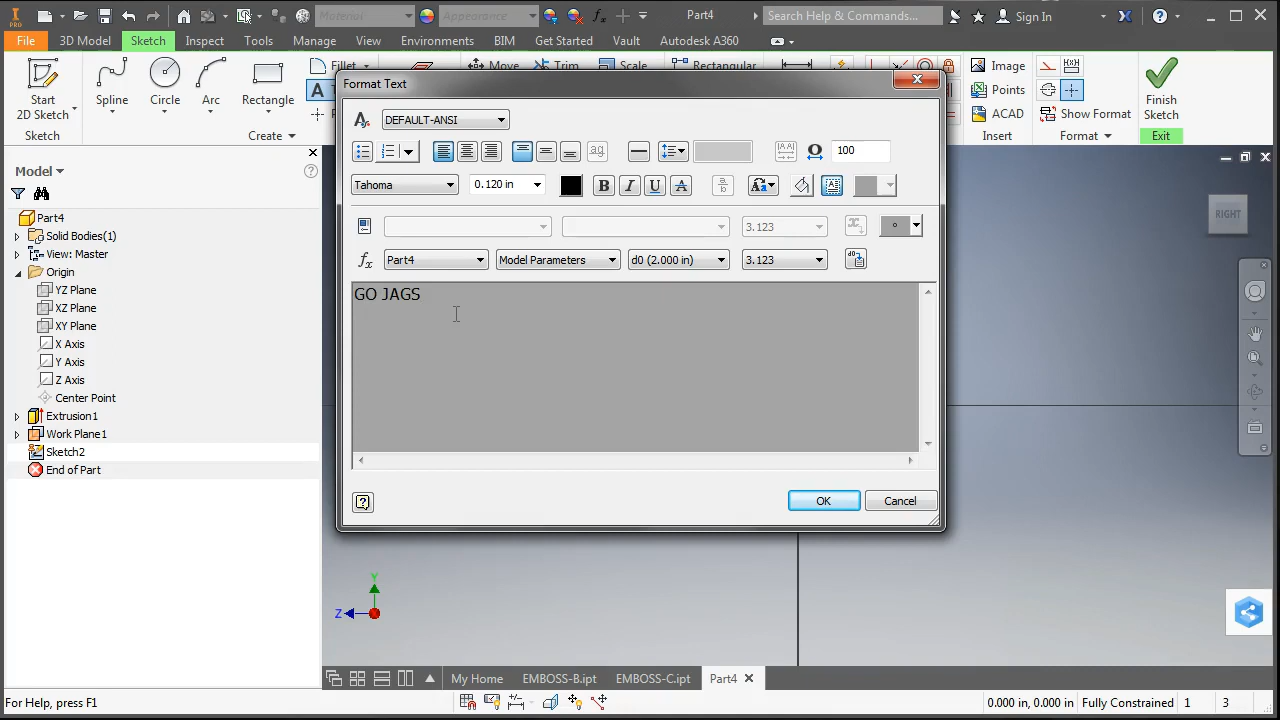 PRO
Material
Appearance
Part4
Search Help & Commands...
Sign In
File
3D Model
Sketch
Inspect
Tools
Manage
View
Environments
BIM
Get Started
Vault
Autodesk A360
Start
2D Sketch
Spline
Circle
Arc
Rectangle
Fillet
Move
Trim
Scale
Rectangular
Image
Points
ACAD
Show Format
Finish
Sketch
Sketch
Create
Insert
Format
Exit
Format Text
DEFAULT-ANSI
100
Tahoma
0.120 in
3.123
Part4
Model Parameters
d0 (2.000 in)
3.123
GO JAGS
OK
Cancel
Model
Part4
Solid Bodies(1)
View: Master
Origin
YZ Plane
XZ Plane
XY Plane
X Axis
Y Axis
Z Axis
Center Point
Extrusion1
Work Plane1
Sketch2
End of Part
RIGHT
Y
Z
My Home
EMBOSS-B.ipt
EMBOSS-C.ipt
Part4
For Help, press F1
0.000 in, 0.000 in
Fully Constrained
1
3